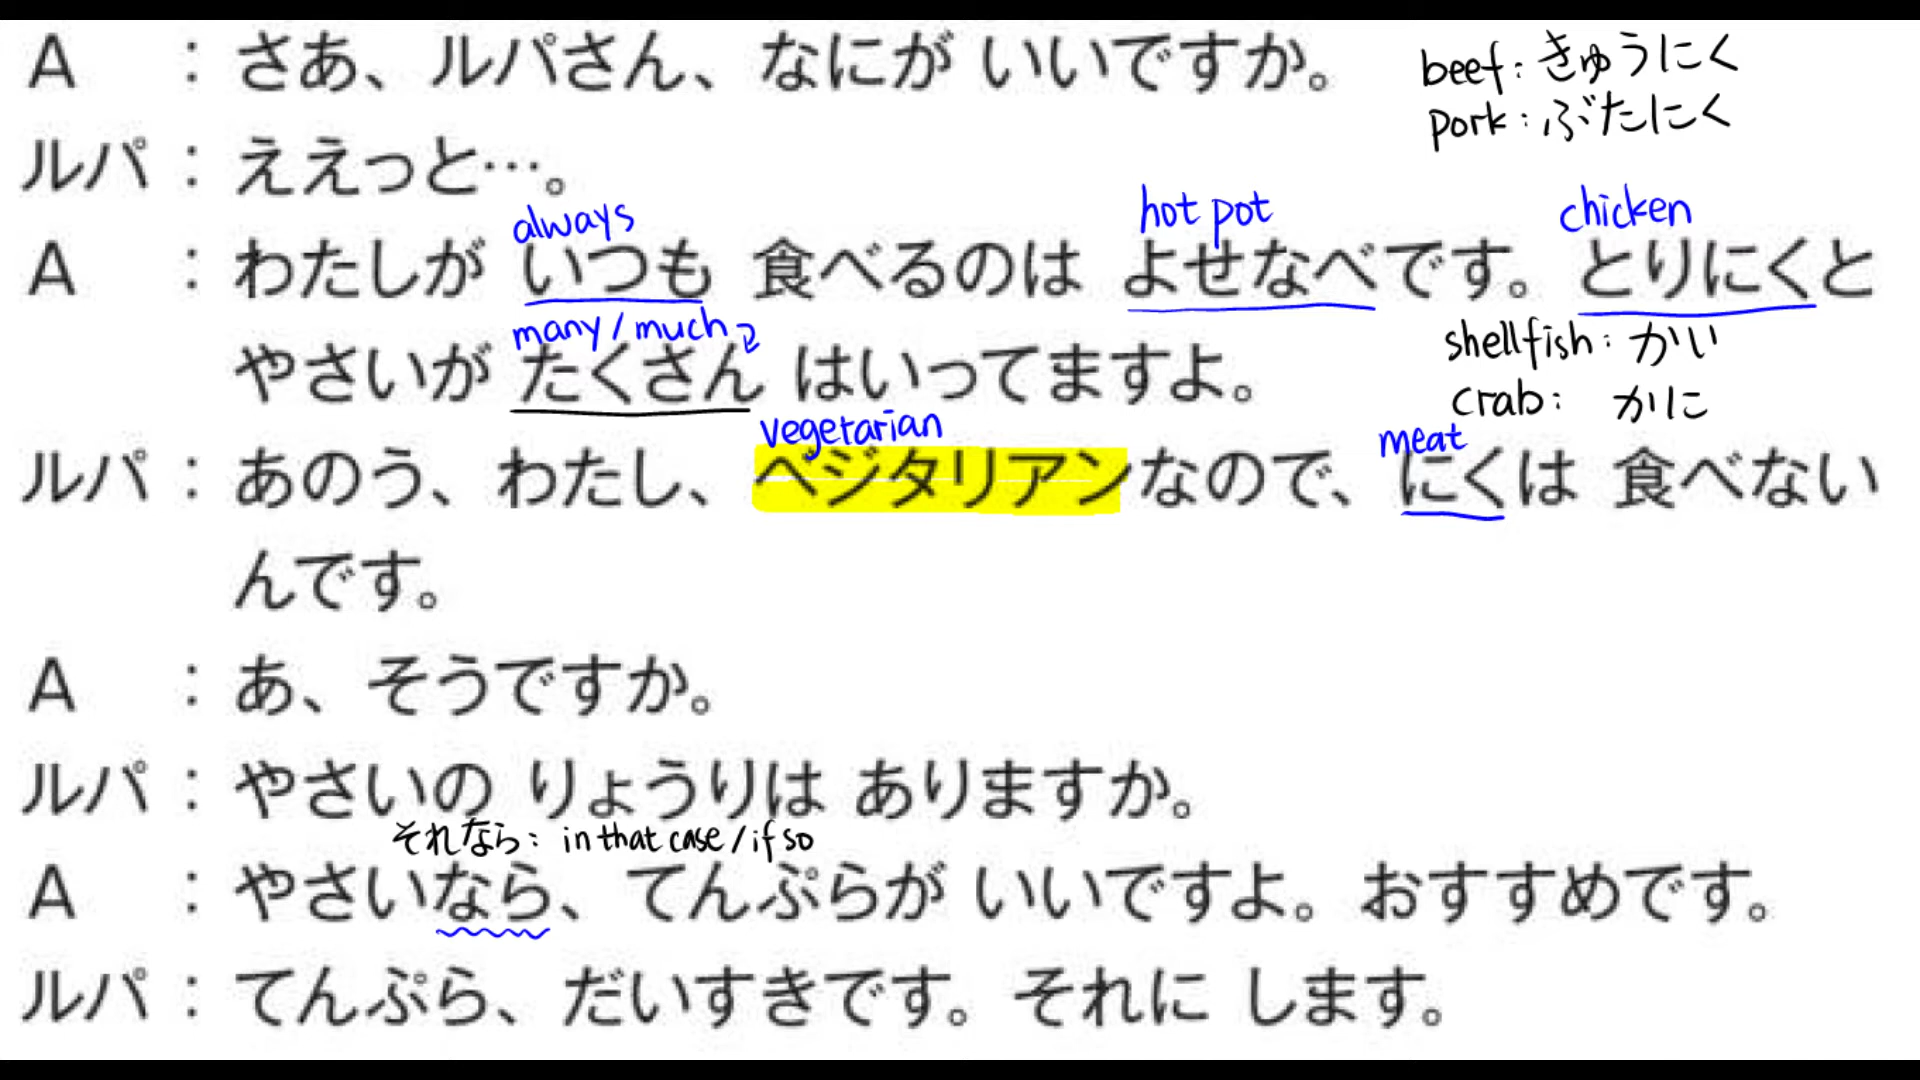 A : さあ、ルパさん、なにが いいですか。
beef: きゅうにく
pork: ぶたにく
ルパ : ええっと…。
always
hot pot
chicken
A : わたしが いつも 食べるのは よせなべです。とりにくと
many/much
shellfish: かい
やさいが たくさん はいってますよ。
crab: かに
vegetarian
meat
ルパ : あのう、わたし、ベジタリアンなので、にくは 食べない
んです。
A : あ、そうですか。
ルパ : やさいの りょうりは ありますか。
それなら: in that case/if so
A : やさいなら、てんぷらが いいですよ。おすすめです。
ルパ : てんぷら、だいすきです。それに します。